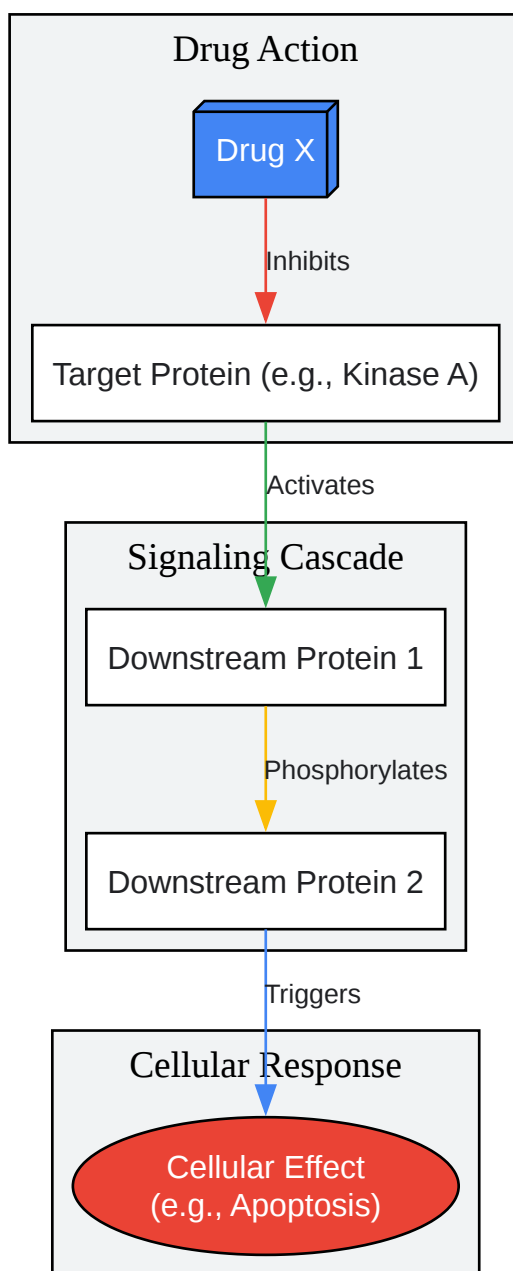 Drug Action
Drug X
Inhibits
Target Protein (e.g., Kinase A)
Activates
Signaling Cascade
Downstream Protein 1
Phosphorylates
Downstream Protein 2
Triggers
Cellular Response
Cellular Effect
(e.g., Apoptosis)